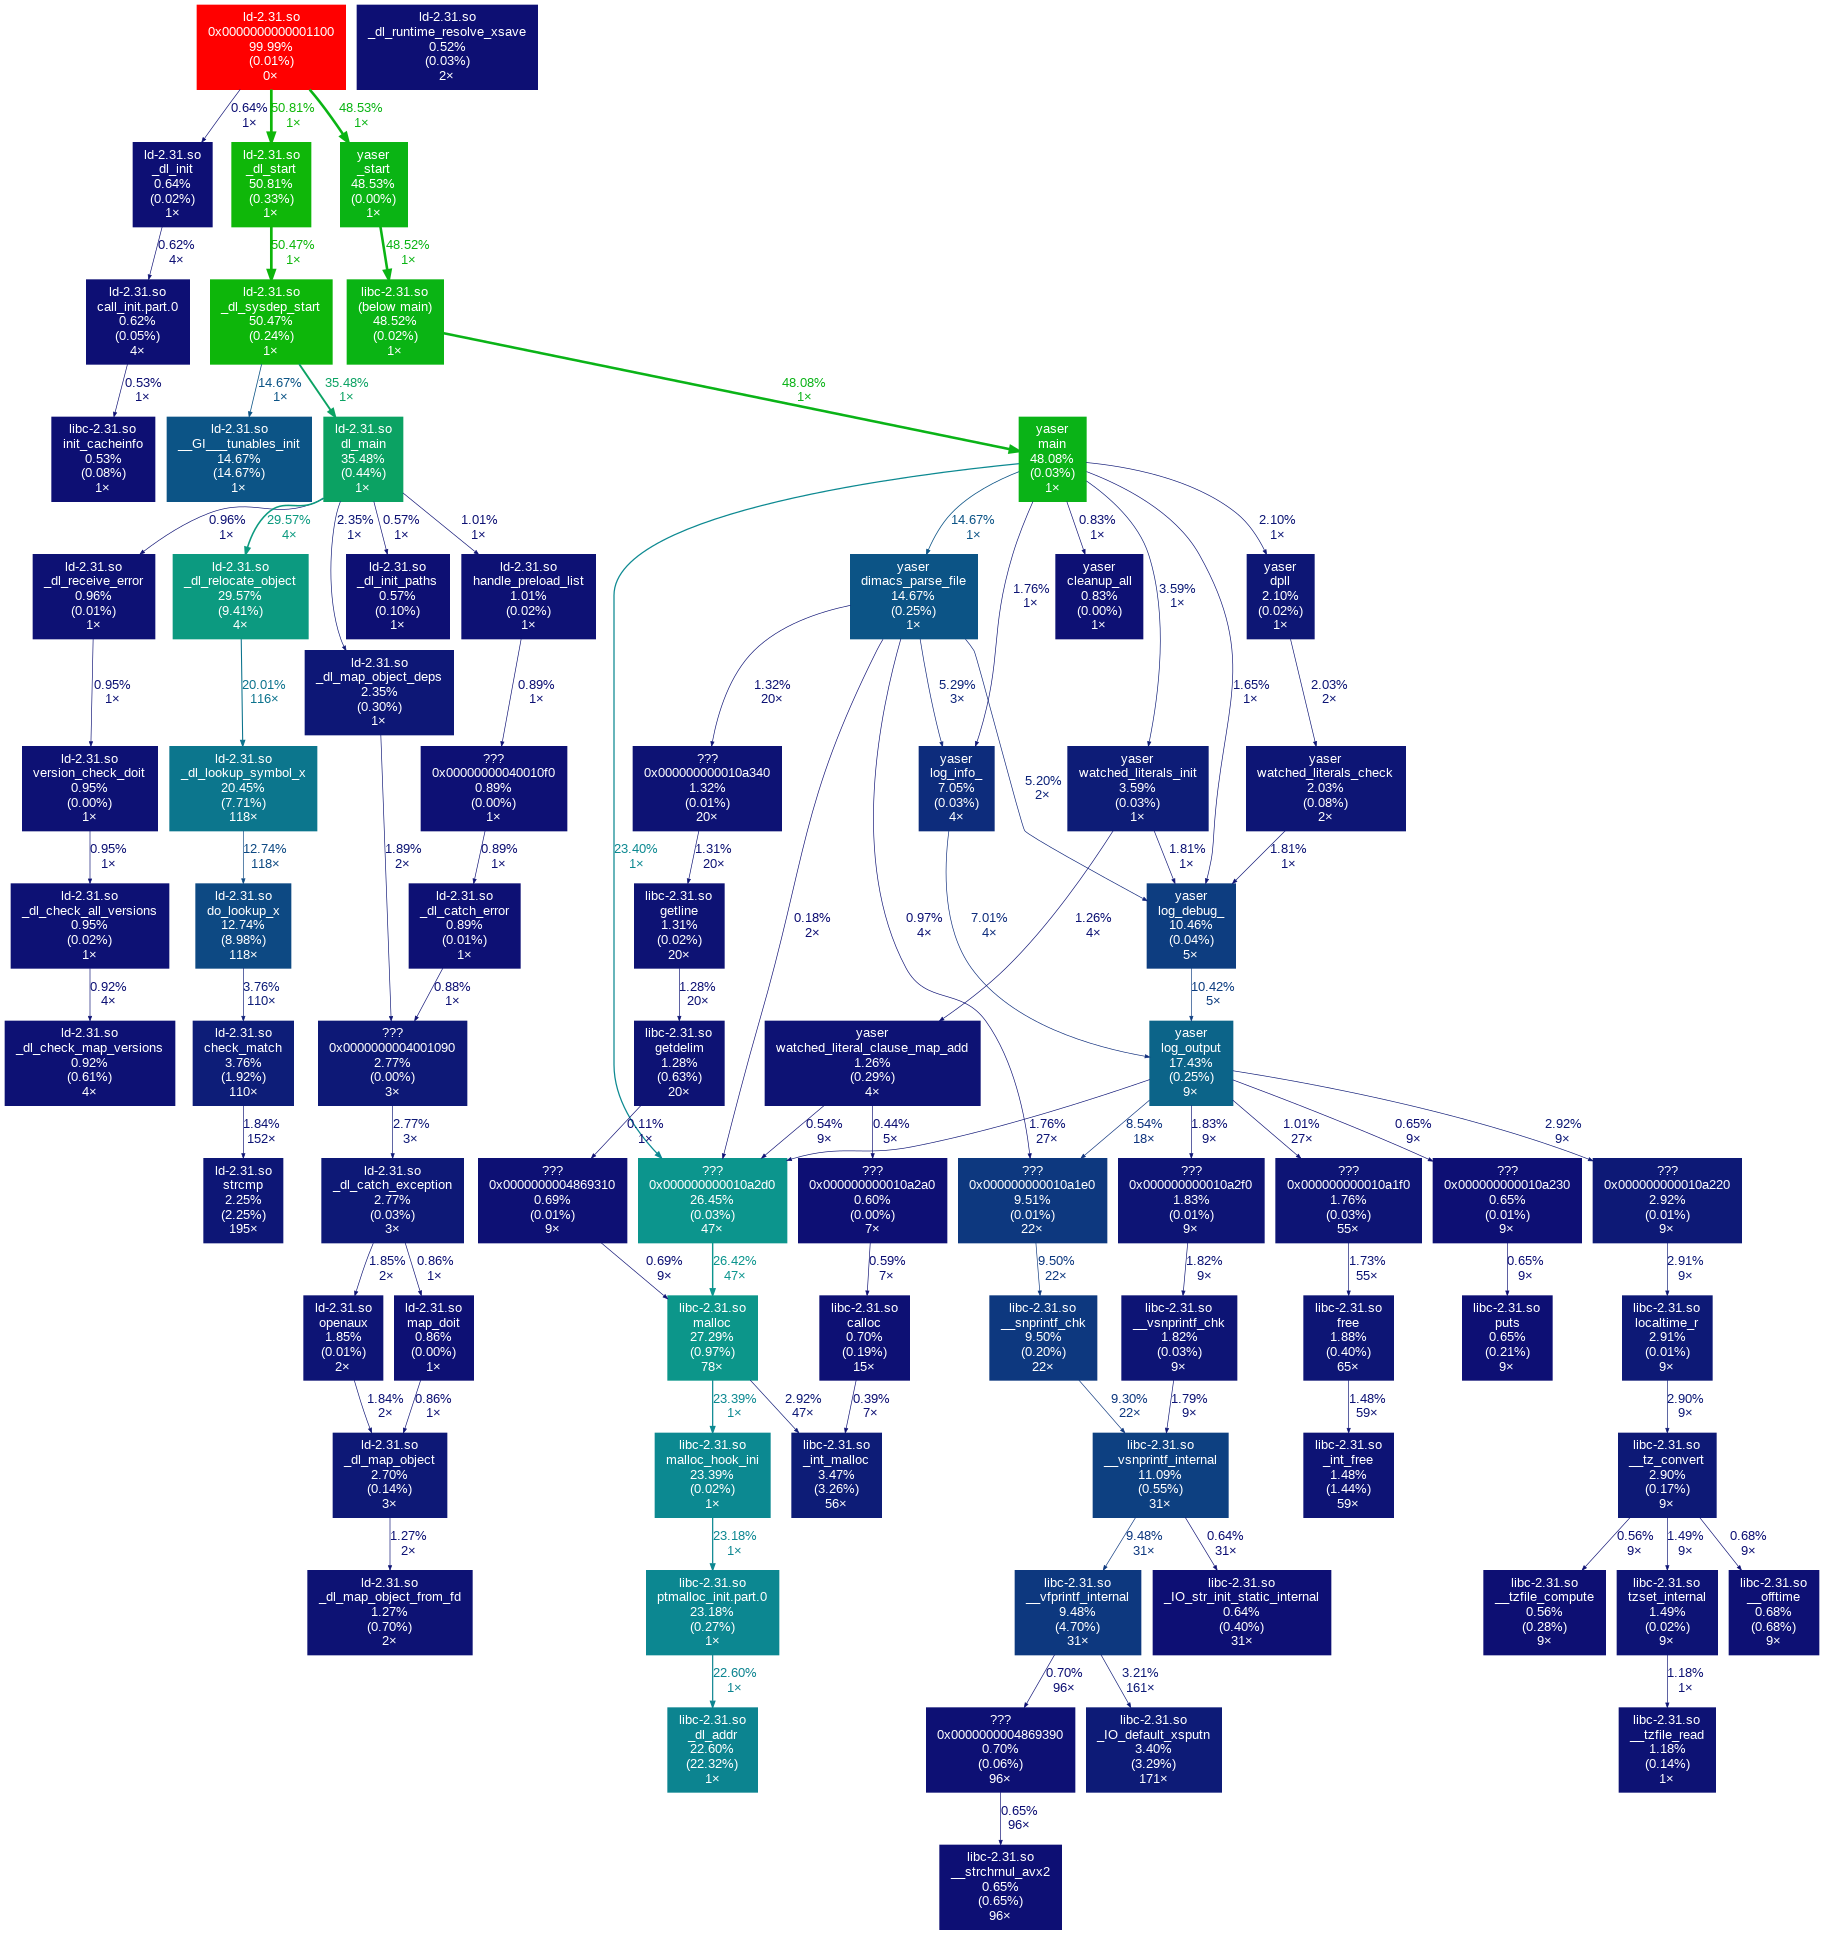 ld-2.31.so
0x0000000000001100
99.99%
(0.01%)
0×
ld-2.31.so
_dl_runtime_resolve_xsave
0.52%
(0.03%)
2×
0.64%
1×
50.81%
1×
48.53%
1×
ld-2.31.so
_dl_init
0.64%
(0.02%)
1×
ld-2.31.so
_dl_start
50.81%
(0.33%)
1×
yaser
_start
48.53%
(0.00%)
1×
0.62%
4×
50.47%
1×
48.52%
1×
ld-2.31.so
call_init.part.0
0.62%
(0.05%)
4×
ld-2.31.so
_dl_sysdep_start
50.47%
(0.24%)
1×
libc-2.31.so
(below main)
48.52%
(0.02%)
1×
0.53%
1×
14.67%
1×
35.48%
1×
48.08%
1×
libc-2.31.so
init_cacheinfo
0.53%
(0.08%)
1×
ld-2.31.so
__GI___tunables_init
14.67%
(14.67%)
1×
ld-2.31.so
dl_main
35.48%
(0.44%)
1×
yaser
main
48.08%
(0.03%)
1×
0.96%
1×
29.57%
4×
2.35%
1×
0.57%
1×
1.01%
1×
14.67%
1×
0.83%
1×
2.10%
1×
ld-2.31.so
_dl_receive_error
0.96%
(0.01%)
1×
ld-2.31.so
_dl_relocate_object
29.57%
(9.41%)
4×
ld-2.31.so
_dl_init_paths
0.57%
(0.10%)
1×
ld-2.31.so
handle_preload_list
1.01%
(0.02%)
1×
yaser
dimacs_parse_file
14.67%
(0.25%)
1×
1.76%
1×
yaser
cleanup_all
0.83%
(0.00%)
1×
3.59%
1×
yaser
dpll
2.10%
(0.02%)
1×
0.95%
1×
20.01%
116×
ld-2.31.so
_dl_map_object_deps
2.35%
(0.30%)
1×
0.89%
1×
1.32%
20×
5.29%
3×
1.65%
1×
2.03%
2×
ld-2.31.so
version_check_doit
0.95%
(0.00%)
1×
ld-2.31.so
_dl_lookup_symbol_x
20.45%
(7.71%)
118×
???
0x00000000040010f0
0.89%
(0.00%)
1×
???
0x000000000010a340
1.32%
(0.01%)
20×
yaser
log_info_
7.05%
(0.03%)
4×
5.20%
2×
yaser
watched_literals_init
3.59%
(0.03%)
1×
yaser
watched_literals_check
2.03%
(0.08%)
2×
0.95%
1×
12.74%
118×
1.89%
2×
0.89%
1×
23.40%
1×
1.31%
20×
1.81%
1×
1.81%
1×
ld-2.31.so
_dl_check_all_versions
0.95%
(0.02%)
1×
ld-2.31.so
do_lookup_x
12.74%
(8.98%)
118×
ld-2.31.so
_dl_catch_error
0.89%
(0.01%)
1×
libc-2.31.so
getline
1.31%
(0.02%)
20×
0.18%
2×
0.97%
4×
7.01%
4×
1.26%
4×
yaser
log_debug_
10.46%
(0.04%)
5×
0.92%
4×
3.76%
110×
0.88%
1×
1.28%
20×
10.42%
5×
ld-2.31.so
_dl_check_map_versions
0.92%
(0.61%)
4×
ld-2.31.so
check_match
3.76%
(1.92%)
110×
???
0x0000000004001090
2.77%
(0.00%)
3×
libc-2.31.so
getdelim
1.28%
(0.63%)
20×
yaser
watched_literal_clause_map_add
1.26%
(0.29%)
4×
yaser
log_output
17.43%
(0.25%)
9×
1.84%
152×
2.77%
3×
0.11%
1×
0.54%
9×
0.44%
5×
1.76%
27×
8.54%
18×
1.83%
9×
1.01%
27×
0.65%
9×
2.92%
9×
ld-2.31.so
strcmp
2.25%
(2.25%)
195×
ld-2.31.so
_dl_catch_exception
2.77%
(0.03%)
3×
???
0x0000000004869310
0.69%
(0.01%)
9×
???
0x000000000010a2d0
26.45%
(0.03%)
47×
???
0x000000000010a2a0
0.60%
(0.00%)
7×
???
0x000000000010a1e0
9.51%
(0.01%)
22×
???
0x000000000010a2f0
1.83%
(0.01%)
9×
???
0x000000000010a1f0
1.76%
(0.03%)
55×
???
0x000000000010a230
0.65%
(0.01%)
9×
???
0x000000000010a220
2.92%
(0.01%)
9×
1.85%
2×
0.86%
1×
0.69%
9×
26.42%
47×
0.59%
7×
9.50%
22×
1.82%
9×
1.73%
55×
0.65%
9×
2.91%
9×
ld-2.31.so
openaux
1.85%
(0.01%)
2×
ld-2.31.so
map_doit
0.86%
(0.00%)
1×
libc-2.31.so
malloc
27.29%
(0.97%)
78×
libc-2.31.so
calloc
0.70%
(0.19%)
15×
libc-2.31.so
__snprintf_chk
9.50%
(0.20%)
22×
libc-2.31.so
__vsnprintf_chk
1.82%
(0.03%)
9×
libc-2.31.so
free
1.88%
(0.40%)
65×
libc-2.31.so
puts
0.65%
(0.21%)
9×
libc-2.31.so
localtime_r
2.91%
(0.01%)
9×
1.84%
2×
0.86%
1×
23.39%
1×
2.92%
47×
0.39%
7×
9.30%
22×
1.79%
9×
1.48%
59×
2.90%
9×
ld-2.31.so
_dl_map_object
2.70%
(0.14%)
3×
libc-2.31.so
malloc_hook_ini
23.39%
(0.02%)
1×
libc-2.31.so
_int_malloc
3.47%
(3.26%)
56×
libc-2.31.so
__vsnprintf_internal
11.09%
(0.55%)
31×
libc-2.31.so
_int_free
1.48%
(1.44%)
59×
libc-2.31.so
__tz_convert
2.90%
(0.17%)
9×
1.27%
2×
23.18%
1×
9.48%
31×
0.64%
31×
0.56%
9×
1.49%
9×
0.68%
9×
ld-2.31.so
_dl_map_object_from_fd
1.27%
(0.70%)
2×
libc-2.31.so
ptmalloc_init.part.0
23.18%
(0.27%)
1×
libc-2.31.so
__vfprintf_internal
9.48%
(4.70%)
31×
libc-2.31.so
_IO_str_init_static_internal
0.64%
(0.40%)
31×
libc-2.31.so
__tzfile_compute
0.56%
(0.28%)
9×
libc-2.31.so
tzset_internal
1.49%
(0.02%)
9×
libc-2.31.so
__offtime
0.68%
(0.68%)
9×
22.60%
1×
0.70%
96×
3.21%
161×
1.18%
1×
libc-2.31.so
_dl_addr
22.60%
(22.32%)
1×
???
0x0000000004869390
0.70%
(0.06%)
96×
libc-2.31.so
_IO_default_xsputn
3.40%
(3.29%)
171×
libc-2.31.so
__tzfile_read
1.18%
(0.14%)
1×
0.65%
96×
libc-2.31.so
__strchrnul_avx2
0.65%
(0.65%)
96×